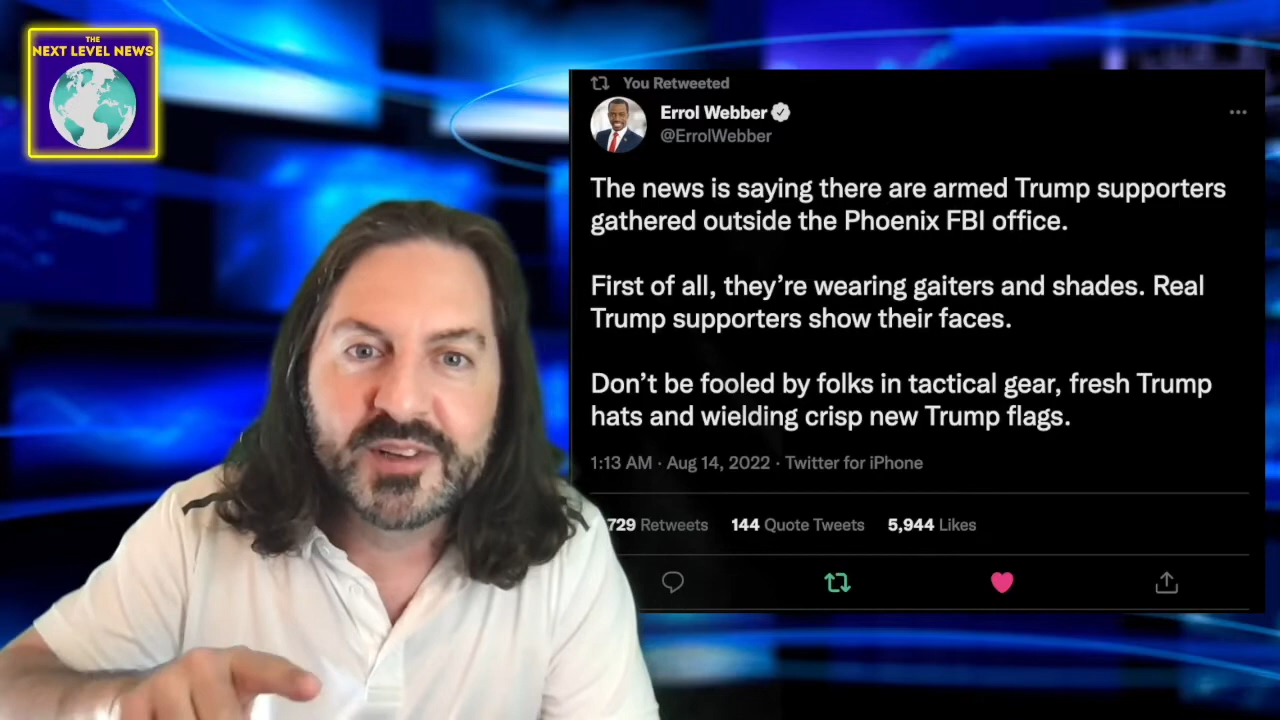 THE
NEXT LEVEL NEWS
You Retweeted
Errol Webber
@ErrolWebber
The news is saying there are armed Trump supporters
gathered outside the Phoenix FBI office.
First of all, they’re wearing gaiters and shades. Real
Trump supporters show their faces.
Don’t be fooled by folks in tactical gear, fresh Trump
hats and wielding crisp new Trump flags.
1:13 AM · Aug 14, 2022 · Twitter for iPhone
729 Retweets 144 Quote Tweets 5,944 Likes